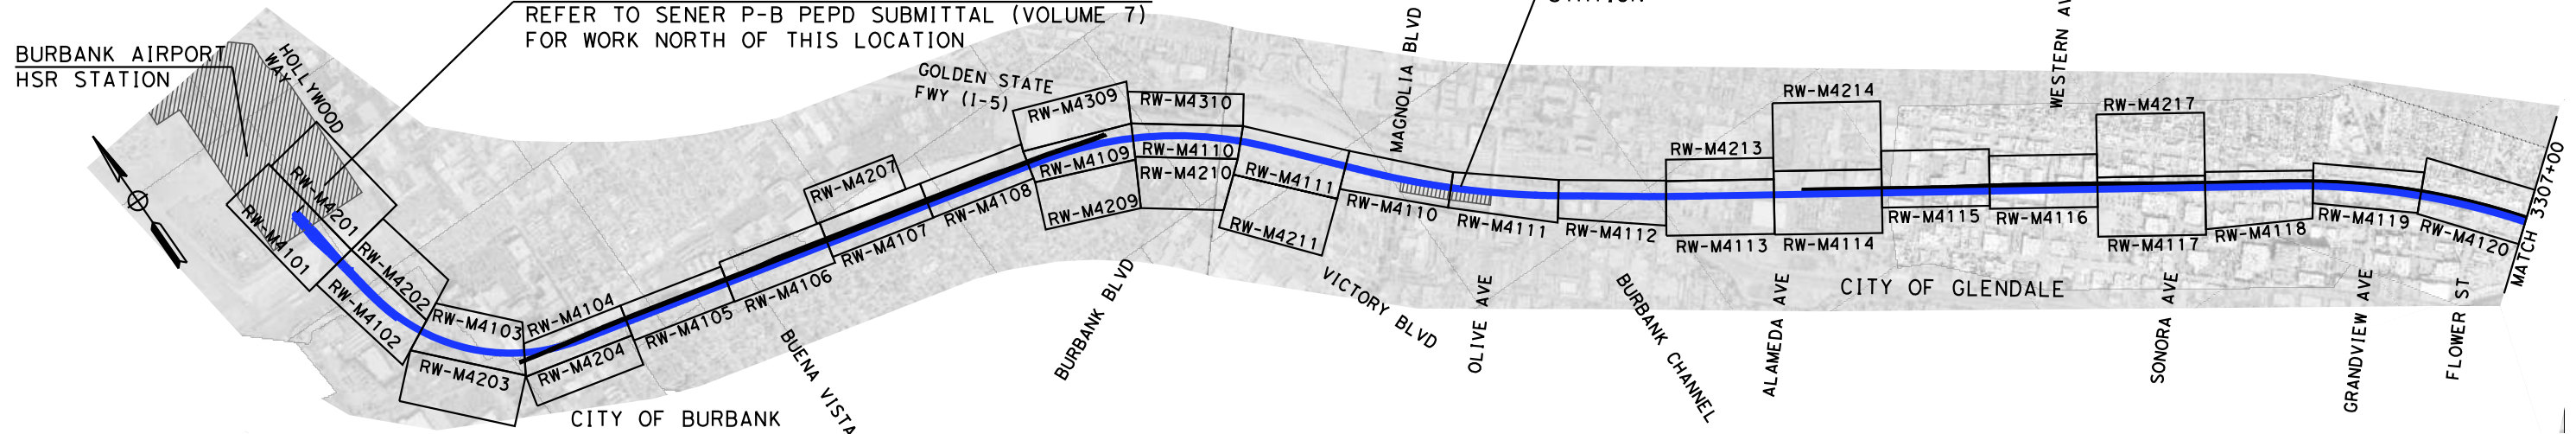 REFER TO SENER P-B PEPD SUBMITTAL (VOLUME 7)
FOR WORK NORTH OF THIS LOCATION
BURBANK AIRPORT
HSR STATION
HOLLYWOOD
WAY
GOLDEN STATE
FWY (I-5)
MAGNOLIA BLVD
WESTERN AV
RW-M4101
RW-M4201
RW-M4102
RW-M4202
RW-M4103
RW-M4203
RW-M4104
RW-M4204
RW-M4105
RW-M4106
RW-M4207
RW-M4107
RW-M4108
RW-M4309
RW-M4109
RW-M4209
RW-M4310
RW-M4110
RW-M4210
RW-M4111
RW-M4211
RW-M4110
RW-M4111
RW-M4112
RW-M4213
RW-M4113
RW-M4214
RW-M4114
RW-M4115
RW-M4116
RW-M4217
RW-M4117
RW-M4118
RW-M4119
RW-M4120
MATCH 3307+00
CITY OF BURBANK
BUENA VISTA
BURBANK BLVD
VICTORY BLVD
OLIVE AVE
BURBANK CHANNEL
ALAMEDA AVE
CITY OF GLENDALE
SONORA AVE
GRANDVIEW AVE
FLOWER ST